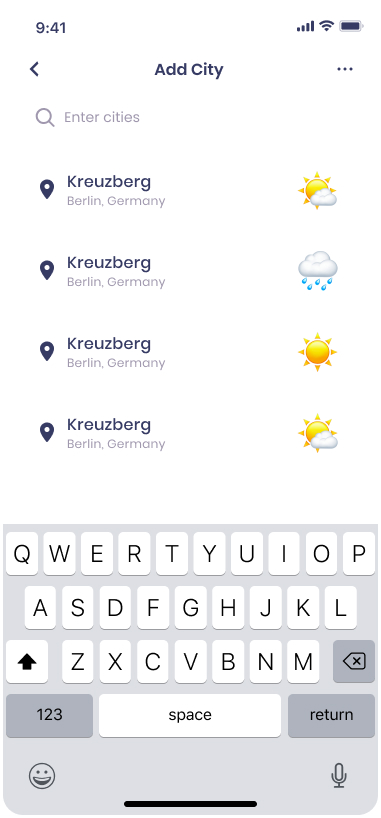 9:41
Add City
Enter cities
Kreuzberg
Berlin, Germany
Kreuzberg
Berlin, Germany
Kreuzberg
Berlin, Germany
Kreuzberg
Berlin, Germany
Q W E R T Y U I O P
A S D F G H J K L
Z X C V B N M
123 space return